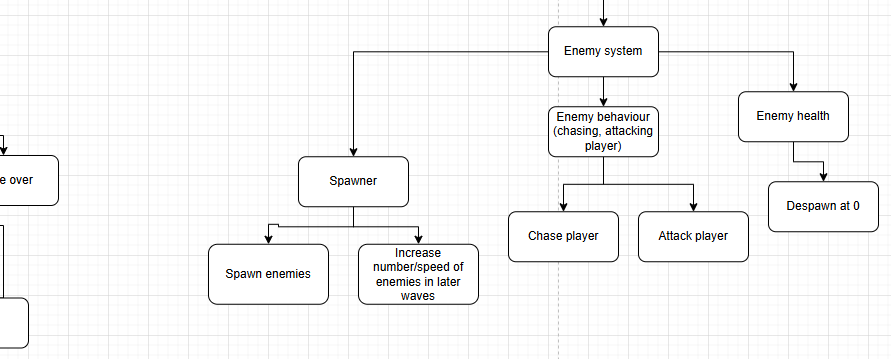 Enemy system
Enemy behaviour
(chasing, attacking
player)
Enemy health
e over
Spawner
Despawn at 0
Chase player
Attack player
Spawn enemies
Increase
number/speed of
enemies in later
waves